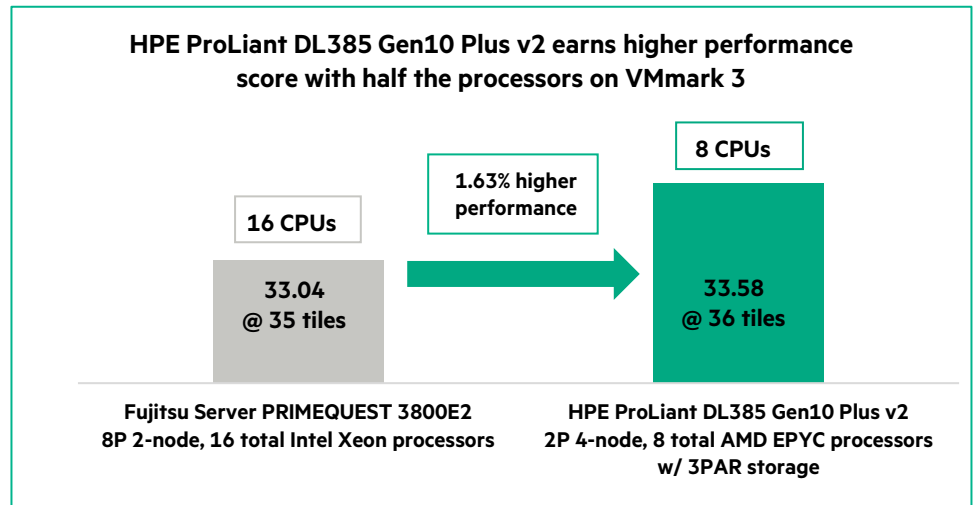 HPE ProLiant DL385 Gen10 Plus v2 earns higher performance
score with half the processors on VMmark 3
8 CPUs
1.63% higher
performance
16 CPUs
33.04
@ 35 tiles
33.58
@ 36 tiles
Fujitsu Server PRIMEQUEST 3800E2
8P 2-node, 16 total Intel Xeon processors
HPE ProLiant DL385 Gen10 Plus v2
2P 4-node, 8 total AMD EPYC processors
w/ 3PAR storage